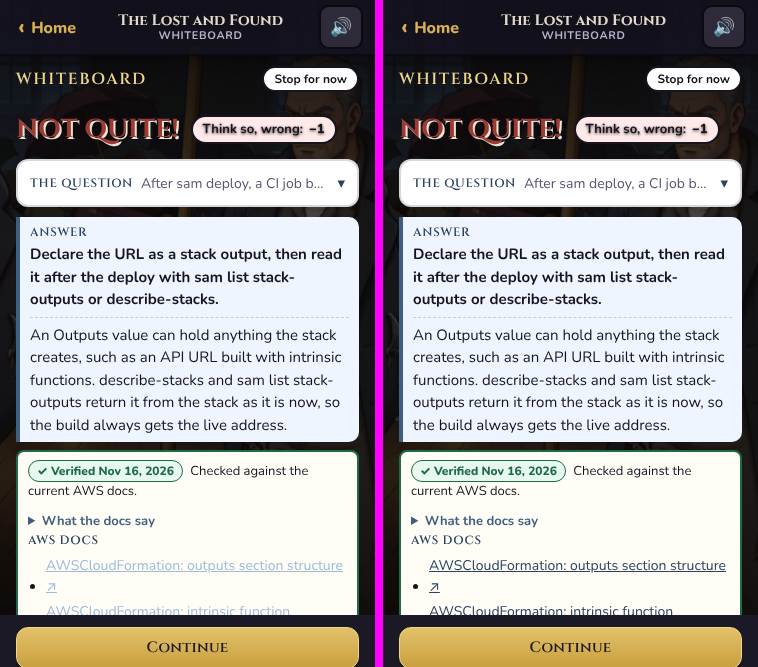 ‹ Home
The Lost and Found
WHITEBOARD
WHITEBOARD
Stop for now
NOT QUITE!
Think so, wrong: −1
THE QUESTION After sam deploy, a CI job b... ▼
ANSWER
Declare the URL as a stack output, then read
it after the deploy with sam list stack-
outputs or describe-stacks.
An Outputs value can hold anything the stack
creates, such as an API URL built with intrinsic
functions. describe-stacks and sam list stack-
outputs return it from the stack as it is now, so
the build always gets the live address.
✓ Verified Nov 16, 2026 Checked against the
current AWS docs.
▶ What the docs say
AWS DOCS
AWSCloudFormation: outputs section structure
• ↗
AWSCloudFormation: intrinsic function
Continue
‹ Home
The Lost and Found
WHITEBOARD
WHITEBOARD
Stop for now
NOT QUITE!
Think so, wrong: −1
THE QUESTION After sam deploy, a CI job b... ▼
ANSWER
Declare the URL as a stack output, then read
it after the deploy with sam list stack-
outputs or describe-stacks.
An Outputs value can hold anything the stack
creates, such as an API URL built with intrinsic
functions. describe-stacks and sam list stack-
outputs return it from the stack as it is now, so
the build always gets the live address.
✓ Verified Nov 16, 2026 Checked against the
current AWS docs.
▶ What the docs say
AWS DOCS
AWSCloudFormation: outputs section structure
• ↗
AWSCloudFormation: intrinsic function
Continue